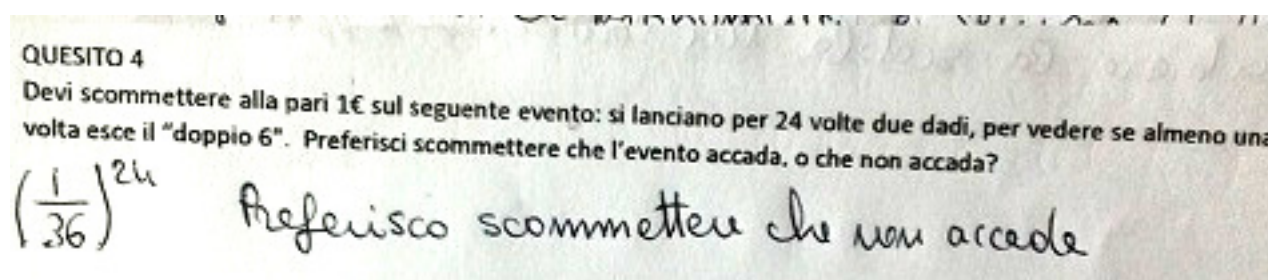 QUESITO 4
Devi scommettere alla pari 1€ sul seguente evento: si lanciano per 24 volte due dadi, per vedere se almeno una
volta esce il "doppio 6". Preferisci scommettere che l'evento accada, o che non accada?
(1/36)^24 Preferisco scommettere che non accade